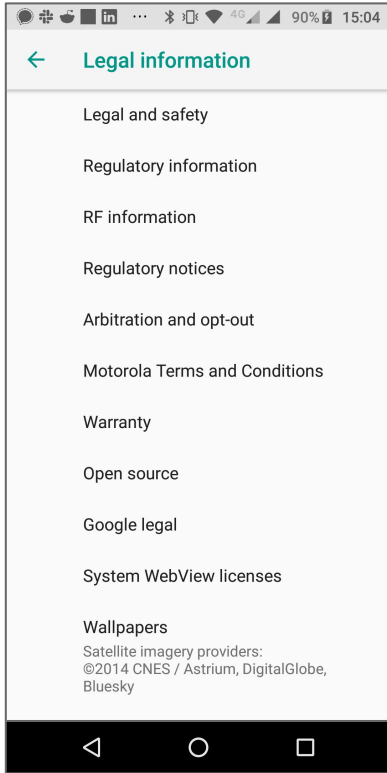 in ... 4G 90% 15:04
Legal information
Legal and safety
Regulatory information
RF information
Regulatory notices
Arbitration and opt-out
Motorola Terms and Conditions
Warranty
Open source
Google legal
System WebView licenses
Wallpapers
Satellite imagery providers:
©2014 CNES / Astrium, DigitalGlobe,
Bluesky